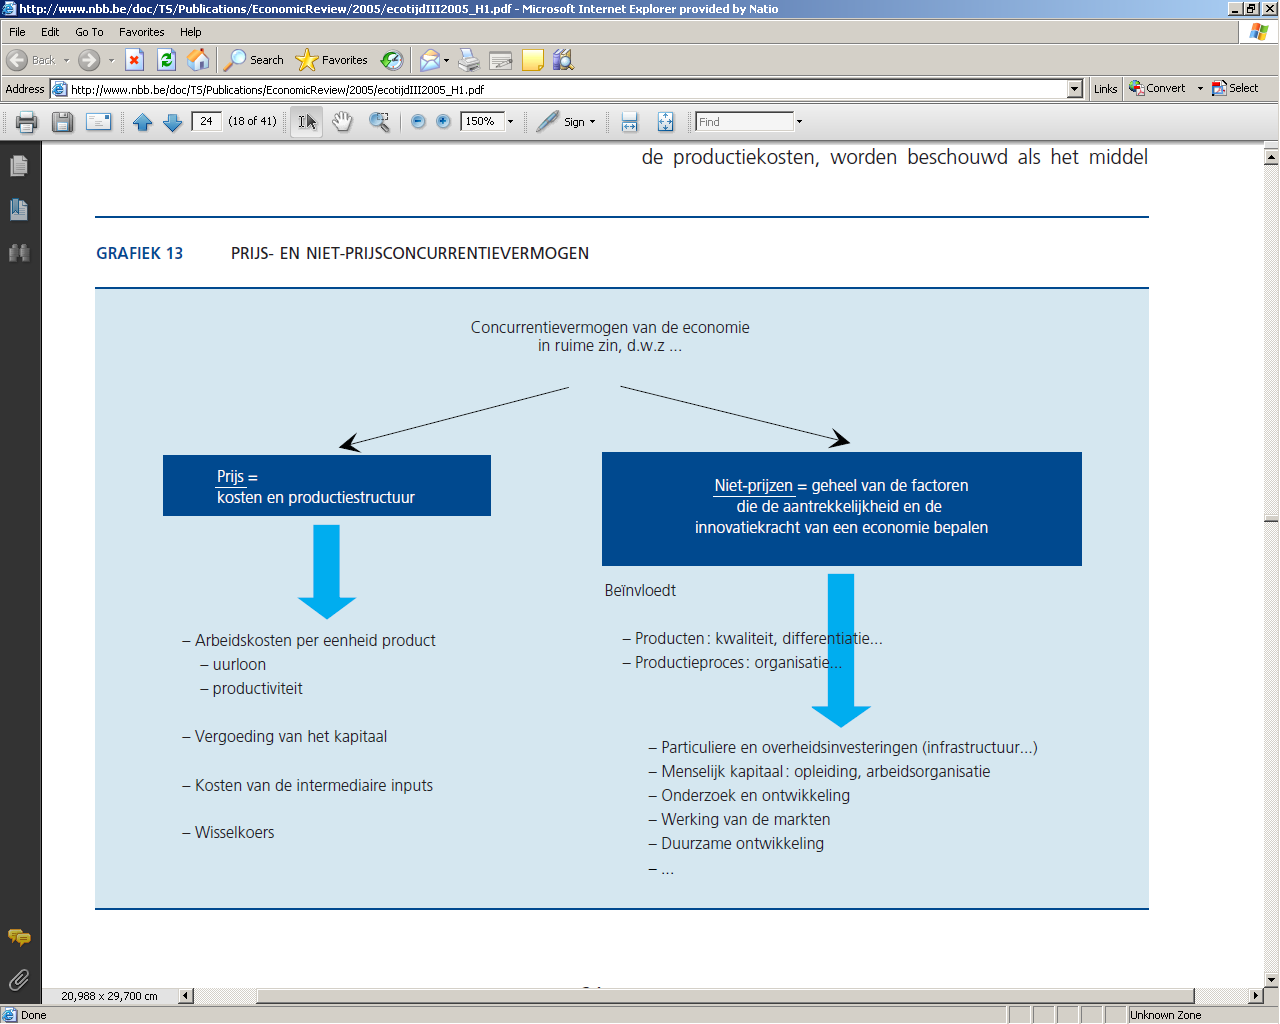 http://www.nbb.be/doc/TS/Publications/EconomicReview/2005/ecotijdIII2005_H1.pdf - Microsoft Internet Explorer provided by Natio
File Edit Go To Favorites Help
Back Search Favorites
Address http://www.nbb.be/doc/TS/Publications/EconomicReview/2005/ecotijdIII2005_H1.pdf Links Convert Select
24 (18 of 41) 150% Sign Find
de productiekosten, worden beschouwd als het middel
GRAFIEK 13 PRIJS- EN NIET-PRIJSCONCURRENTIEVERMOGEN
Concurrentievermogen van de economie
in ruime zin, d.w.z ...
Prijs =
kosten en productiestructuur
Niet-prijzen = geheel van de factoren
die de aantrekkelijkheid en de
innovatiekracht van een economie bepalen
– Arbeidskosten per eenheid product
– uurloon
– productiviteit
– Vergoeding van het kapitaal
– Kosten van de intermediaire inputs
– Wisselkoers
Beïnvloedt
– Producten : kwaliteit, differentiatie...
– Productieproces : organisatie...
– Particuliere en overheidsinvesteringen (infrastructuur...)
– Menselijk kapitaal : opleiding, arbeidsorganisatie
– Onderzoek en ontwikkeling
– Werking van de markten
– Duurzame ontwikkeling
– ...
20,988 x 29,700 cm
Done Unknown Zone